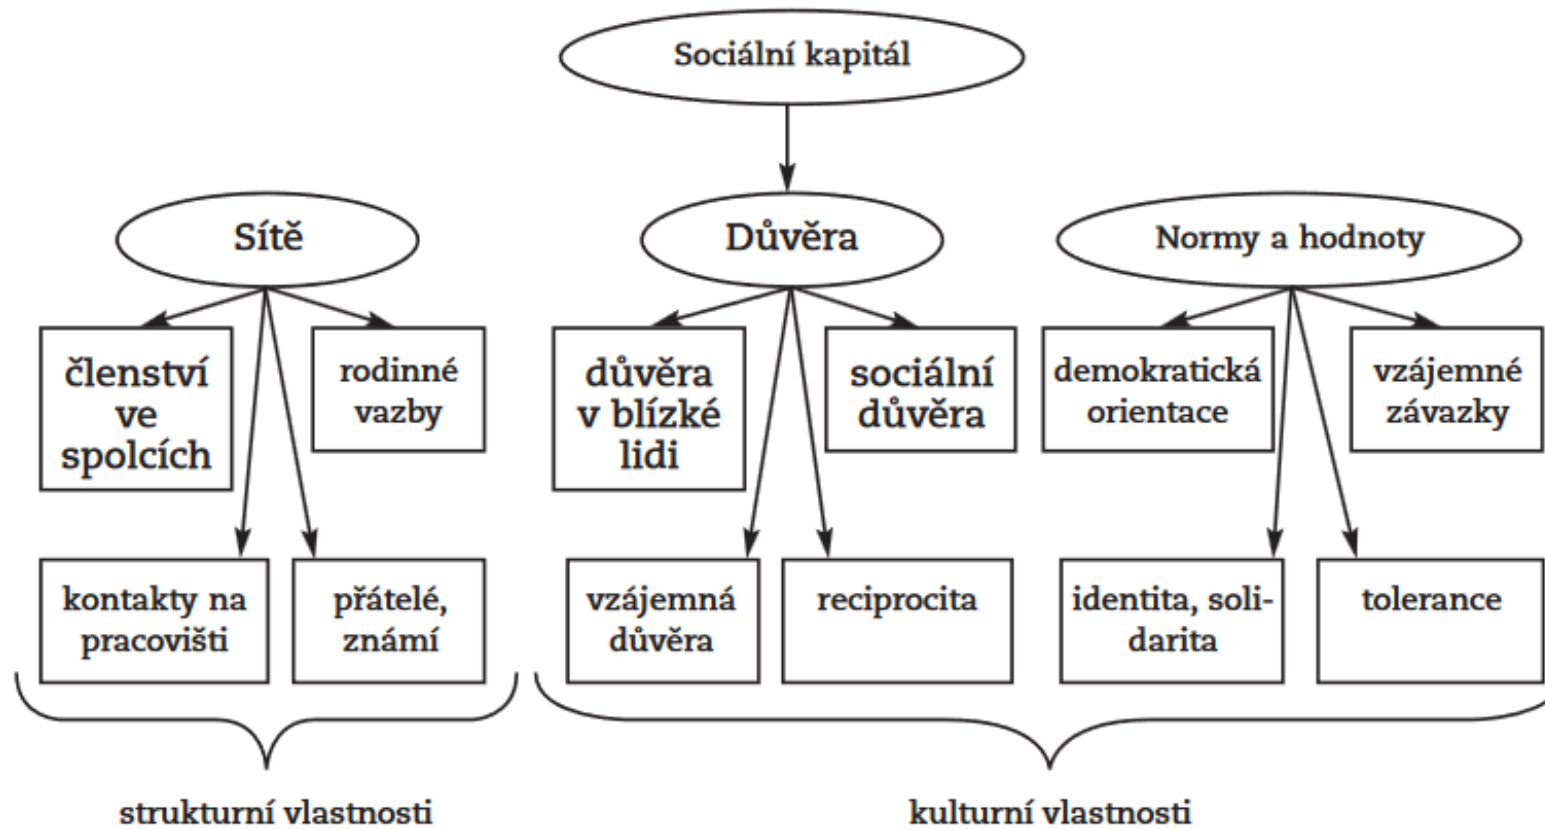 Sociální kapitál
Sítě
Důvěra
Normy a hodnoty
členství
ve
spolcích
rodinné
vazby
důvěra
v blízké
lidi
sociální
důvěra
demokratická
orientace
vzájemné
závazky
kontakty na
pracovišti
přátelé,
známí
vzájemná
důvěra
reciprocita
identita, soli-
darita
tolerance
strukturní vlastnosti
kulturní vlastnosti